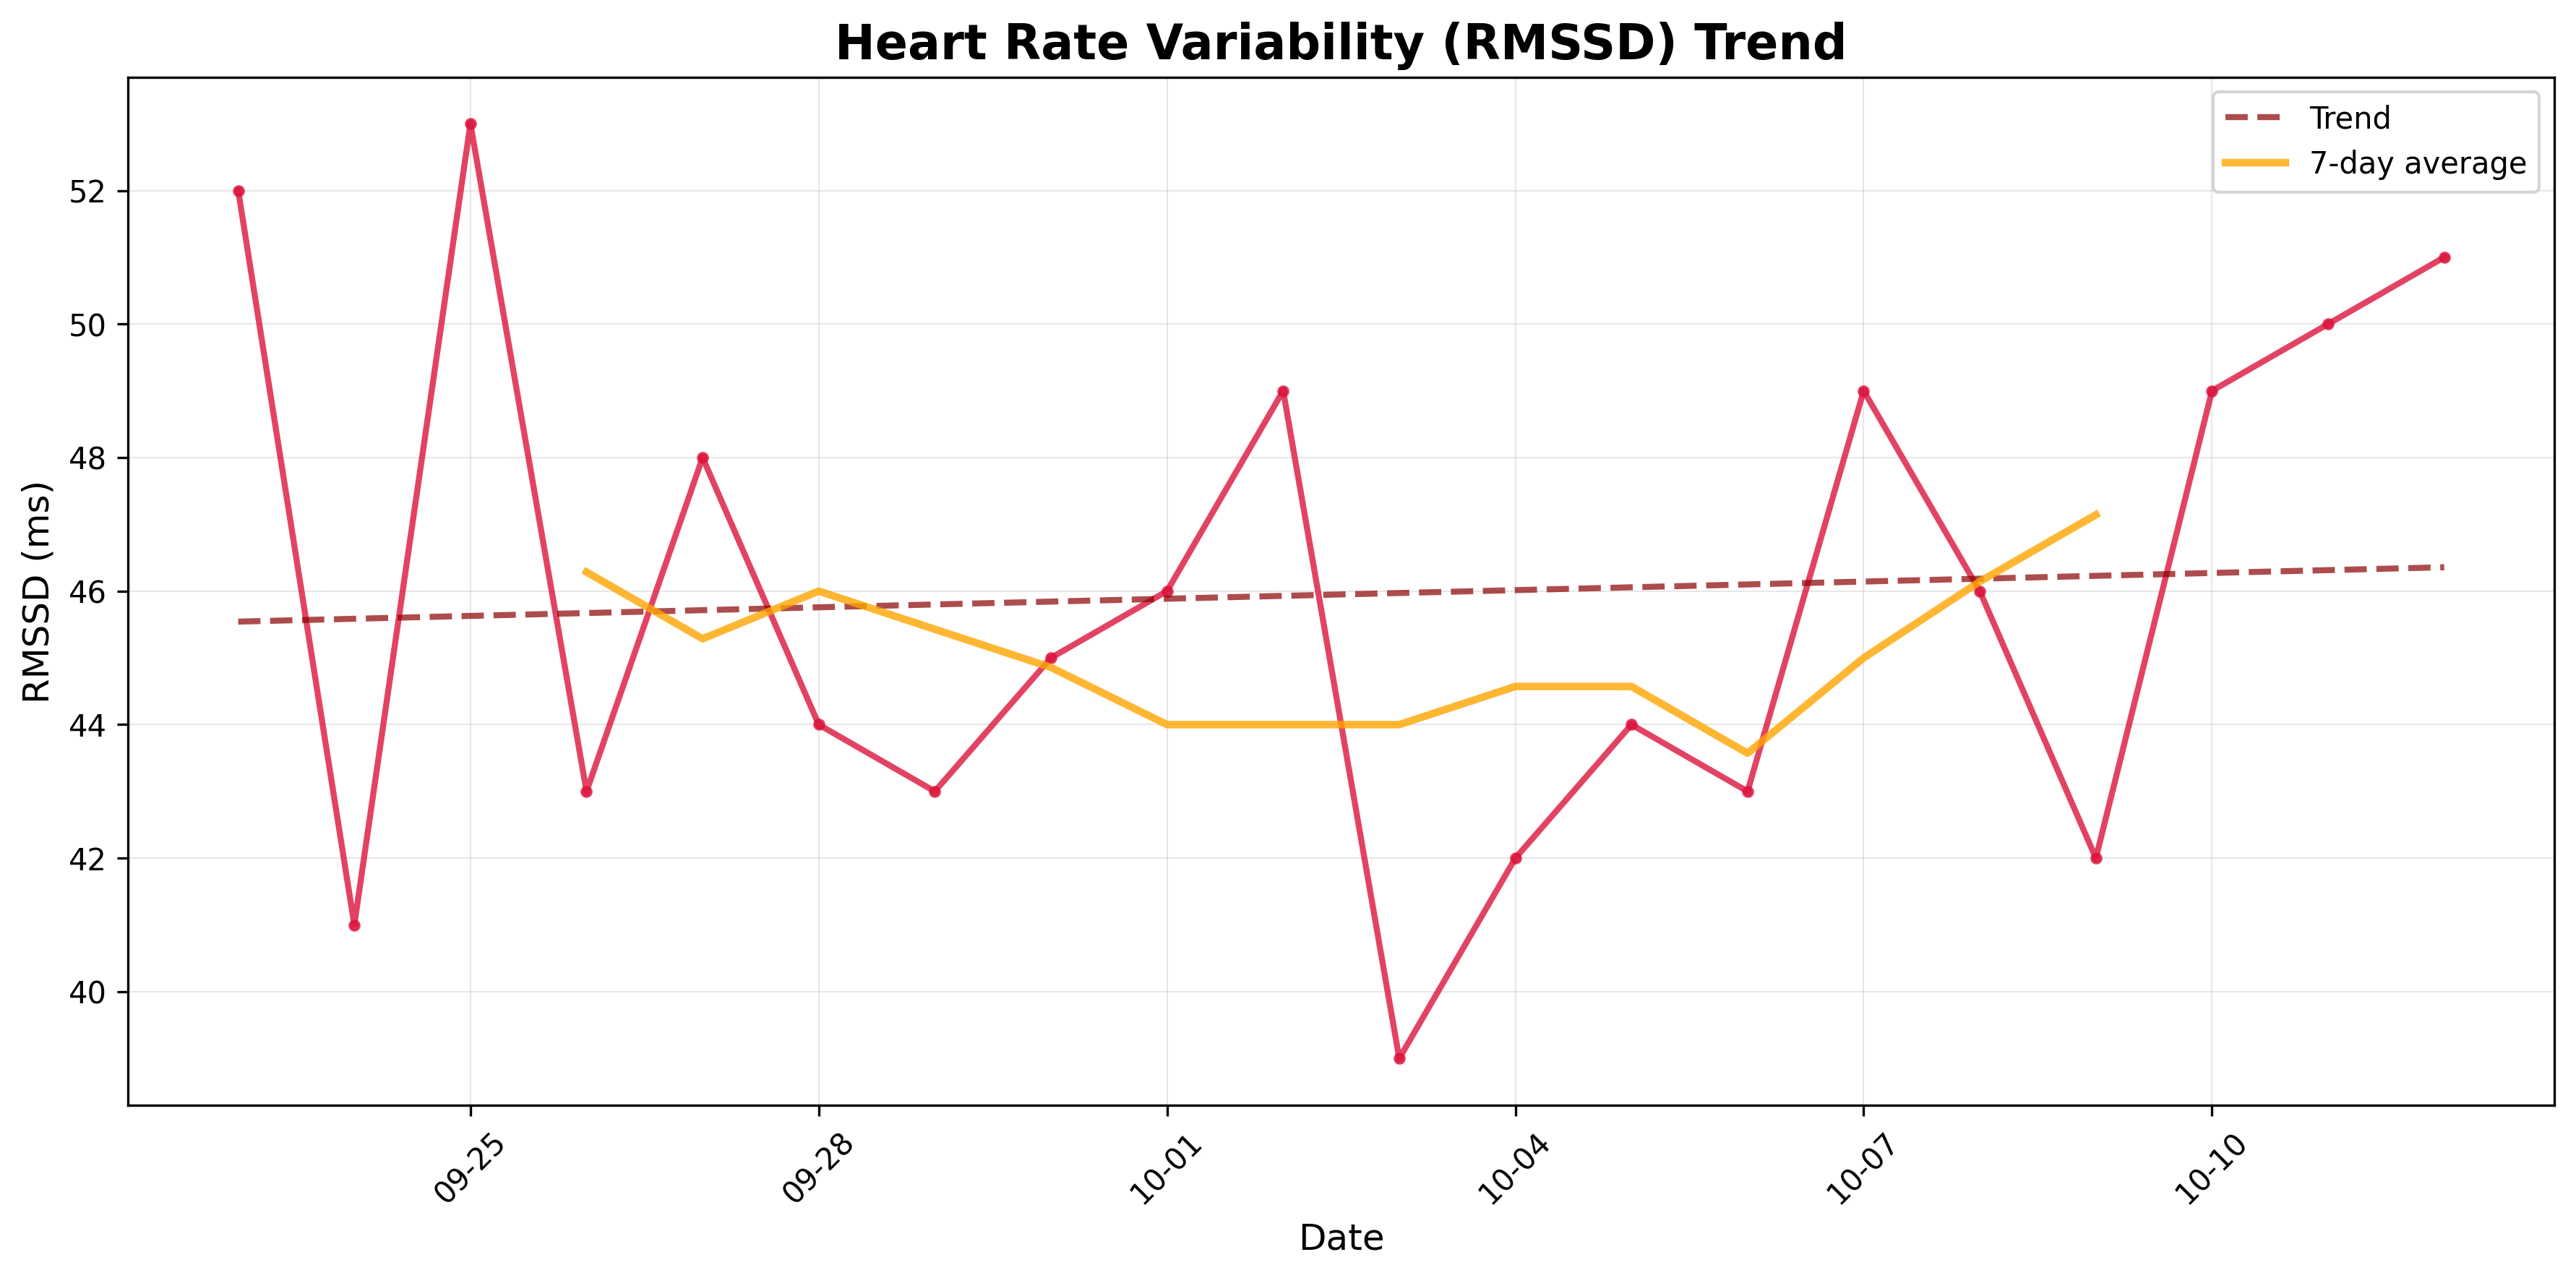 Heart Rate Variability (RMSSD) Trend
Trend
7-day average
RMSSD (ms)
52
50
48
46
44
42
40
09-25
09-28
10-01
10-04
10-07
10-10
Date